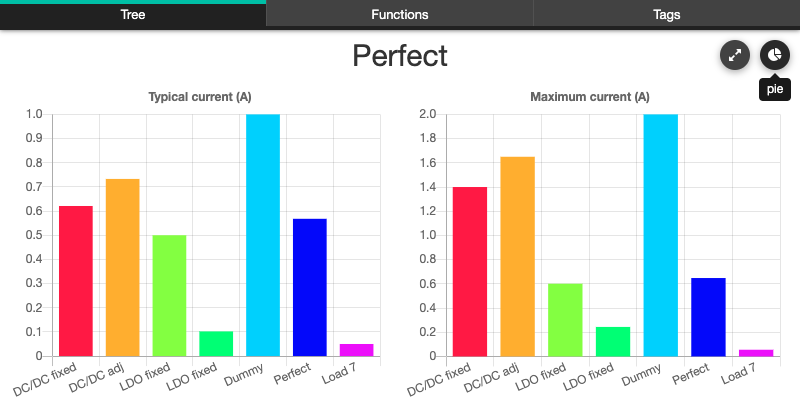 Tree
Functions
Tags
Perfect
pie
Typical current (A)
1.0
0.9
0.8
0.7
0.6
0.5
0.4
0.3
0.2
0.1
0
DC/DC fixed
DC/DC adj
LDO fixed
LDO fixed
Dummy
Perfect
Load 7
Maximum current (A)
2.0
1.8
1.6
1.4
1.2
1.0
0.8
0.6
0.4
0.2
0
DC/DC fixed
DC/DC adj
LDO fixed
LDO fixed
Dummy
Perfect
Load 7